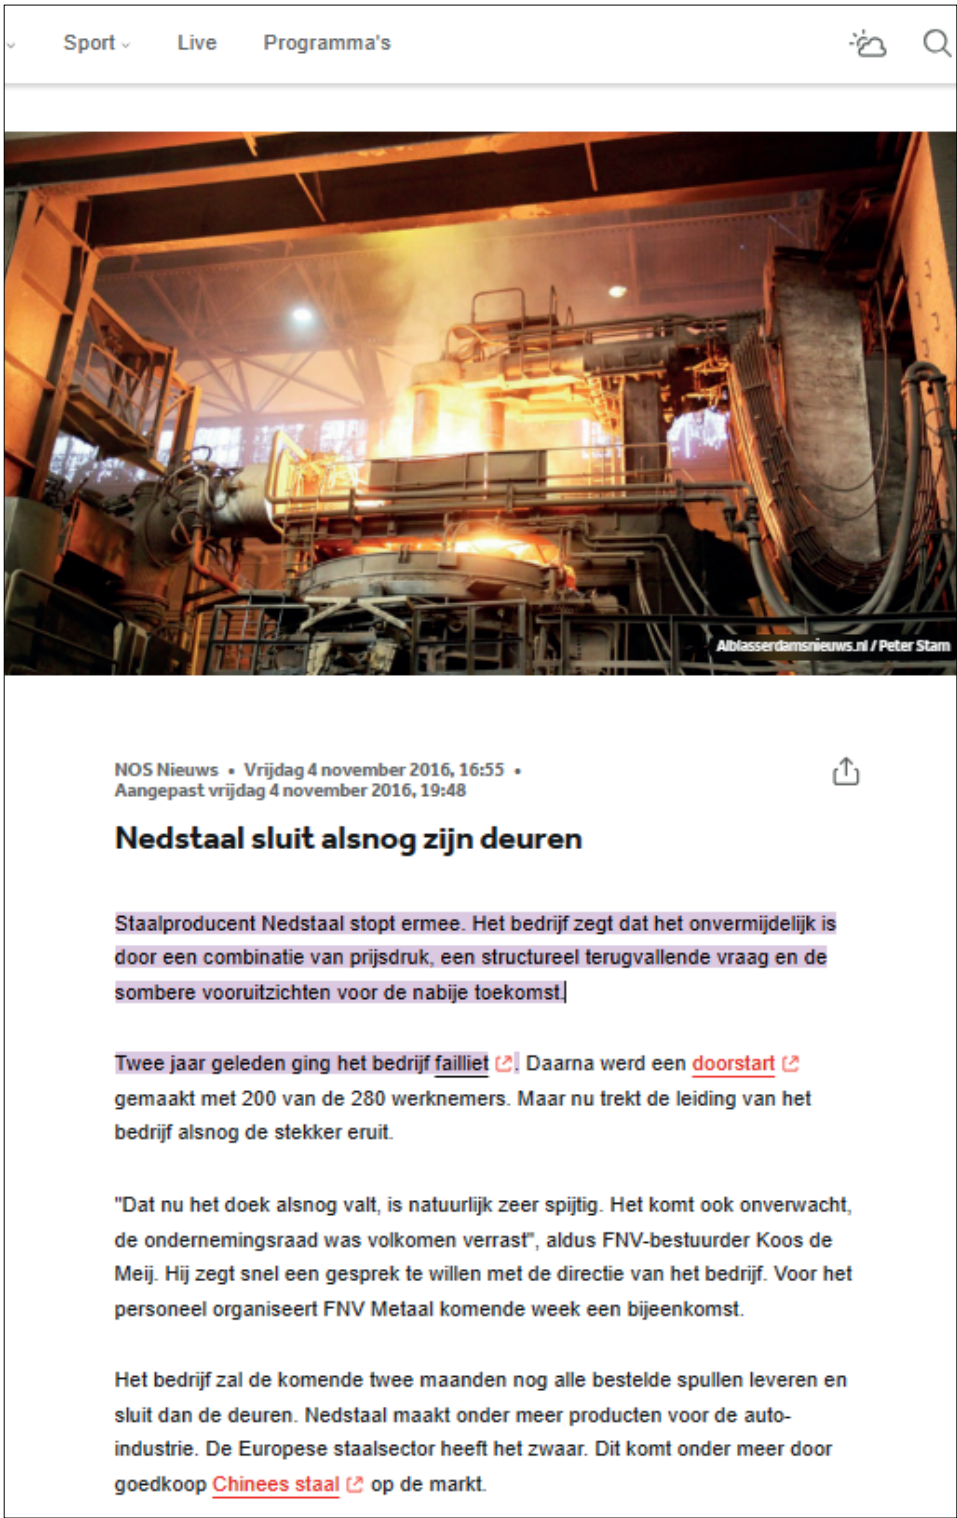 Sport
Live
Programma's
Alblasserdamsnieuws.nl / Peter Stam
NOS Nieuws • Vrijdag 4 november 2016, 16:55 •
Aangepast vrijdag 4 november 2016, 19:48
Nedstaal sluit alsnog zijn deuren
Staalproducent Nedstaal stopt ermee. Het bedrijf zegt dat het onvermijdelijk is
door een combinatie van prijsdruk, een structureel terugvallende vraag en de
sombere vooruitzichten voor de nabije toekomst.
Twee jaar geleden ging het bedrijf failliet. Daarna werd een doorstart
gemaakt met 200 van de 280 werknemers. Maar nu trekt de leiding van het
bedrijf alsnog de stekker eruit.
"Dat nu het doek alsnog valt, is natuurlijk zeer spijtig. Het komt ook onverwacht,
de ondernemingsraad was volkomen verrast", aldus FNV-bestuurder Koos de
Meij. Hij zegt snel een gesprek te willen met de directie van het bedrijf. Voor het
personeel organiseert FNV Metaal komende week een bijeenkomst.
Het bedrijf zal de komende twee maanden nog alle bestelde spullen leveren en
sluit dan de deuren. Nedstaal maakt onder meer producten voor de auto-
industrie. De Europese staalsector heeft het zwaar. Dit komt onder meer door
goedkoop Chinees staal op de markt.